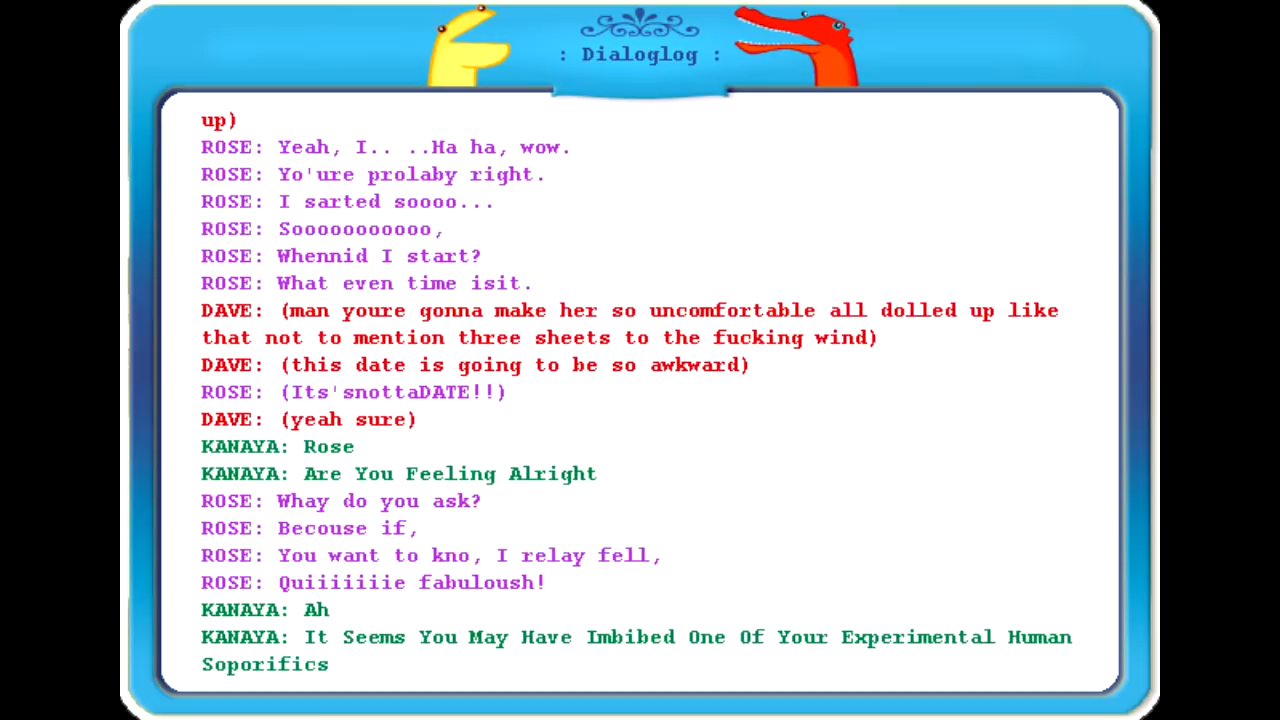 : Dialoglog :
up)
ROSE: Yeah, I.. ..Ha ha, wow.
ROSE: Yo'ure prolaby right.
ROSE: I sarted soooo...
ROSE: Sooooooooooo,
ROSE: Whennid I start?
ROSE: What even time isit.
DAVE: (man youre gonna make her so uncomfortable all dolled up like
that not to mention three sheets to the fucking wind)
DAVE: (this date is going to be so awkward)
ROSE: (Its'snottaDATE!!)
DAVE: (yeah sure)
KANAYA: Rose
KANAYA: Are You Feeling Alright
ROSE: Whay do you ask?
ROSE: Becouse if,
ROSE: You want to kno, I relay fell,
ROSE: Quiiiiiiie fabuloush!
KANAYA: Ah
KANAYA: It Seems You May Have Imbibed One Of Your Experimental Human
Soporifics